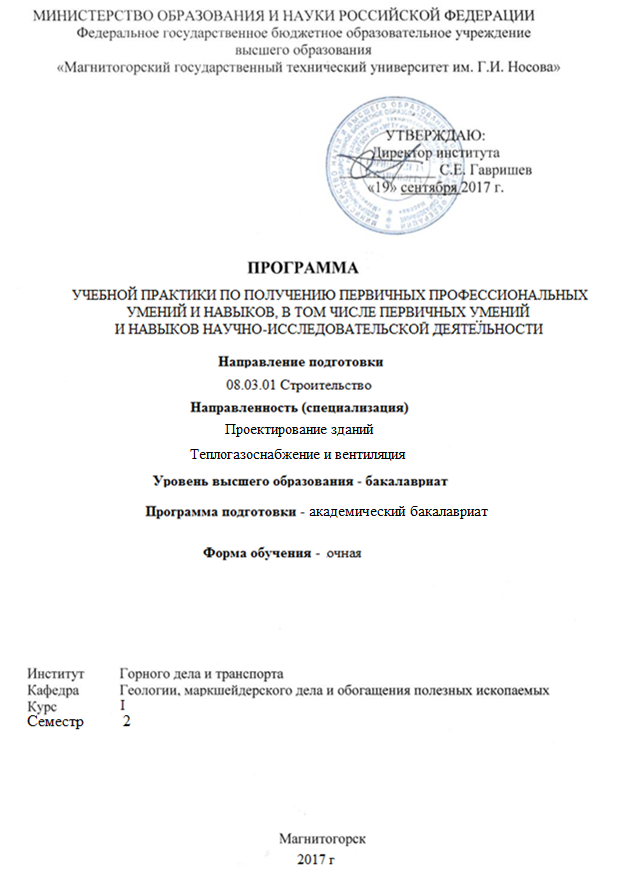 МИНИСТЕРСТВО ОБРАЗОВАНИЯ И НАУКИ РОССИЙСКОЙ ФЕДЕРАЦИИ
Федеральное государственное бюджетное образовательное учреждение
высшего образования
«Магнитогорский государственный технический университет им. Г.И. Носова»
УТВЕРЖДАЮ:
Директор института
С.Е. Гавришев
«19» сентября 2017 г.
ПРОГРАММА
УЧЕБНОЙ ПРАКТИКИ ПО ПОЛУЧЕНИЮ ПЕРВИЧНЫХ ПРОФЕССИОНАЛЬНЫХ
УМЕНИЙ И НАВЫКОВ, В ТОМ ЧИСЛЕ ПЕРВИЧНЫХ УМЕНИЙ
И НАВЫКОВ НАУЧНО-ИССЛЕДОВАТЕЛЬСКОЙ ДЕЯТЕЛЬНОСТИ
Направление подготовки
08.03.01 Строительство
Направленность (специализация)
Проектирование зданий
Теплогазоснабжение и вентиляция
Уровень высшего образования - бакалавриат
Программа подготовки - академический бакалавриат
Форма обучения - очная
Институт Горного дела и транспорта
Кафедра Геологии, маркшейдерского дела и обогащения полезных ископаемых
Курс I
Семестр 2
Магнитогорск
2017 г